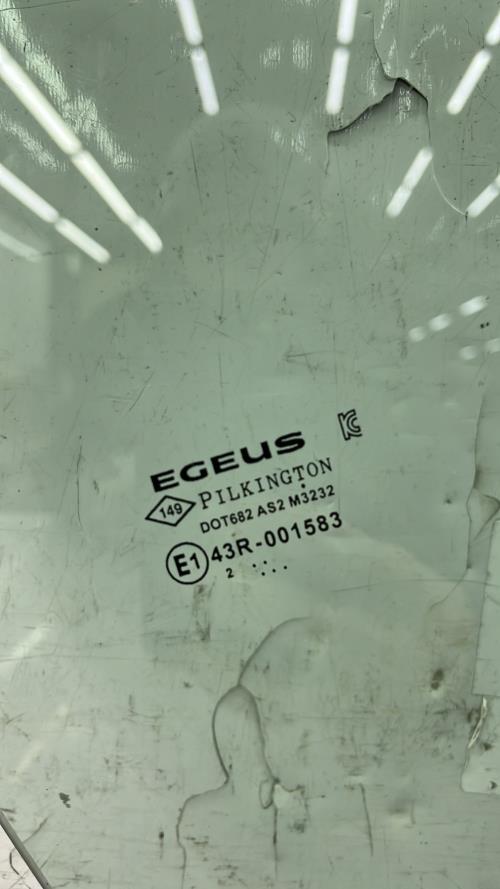 EGEUS
KC
149 PILKINGTON
DOT682 AS2 M3232
E1 43R-001583
2